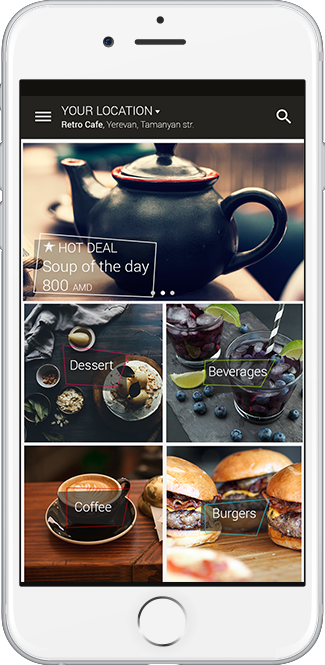 YOUR LOCATION
Retro Cafe, Yerevan, Tamanyan str.
HOT DEAL
Soup of the day
800 AMD
Dessert
Beverages
Coffee
Burgers